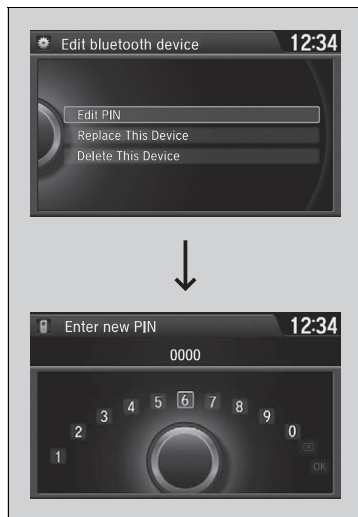 Edit bluetooth device 12:34
Edit PIN
Replace This Device
Delete This Device
Enter new PIN 12:34
0000
1 2 3 4 5 6 7 8 9 0
OK